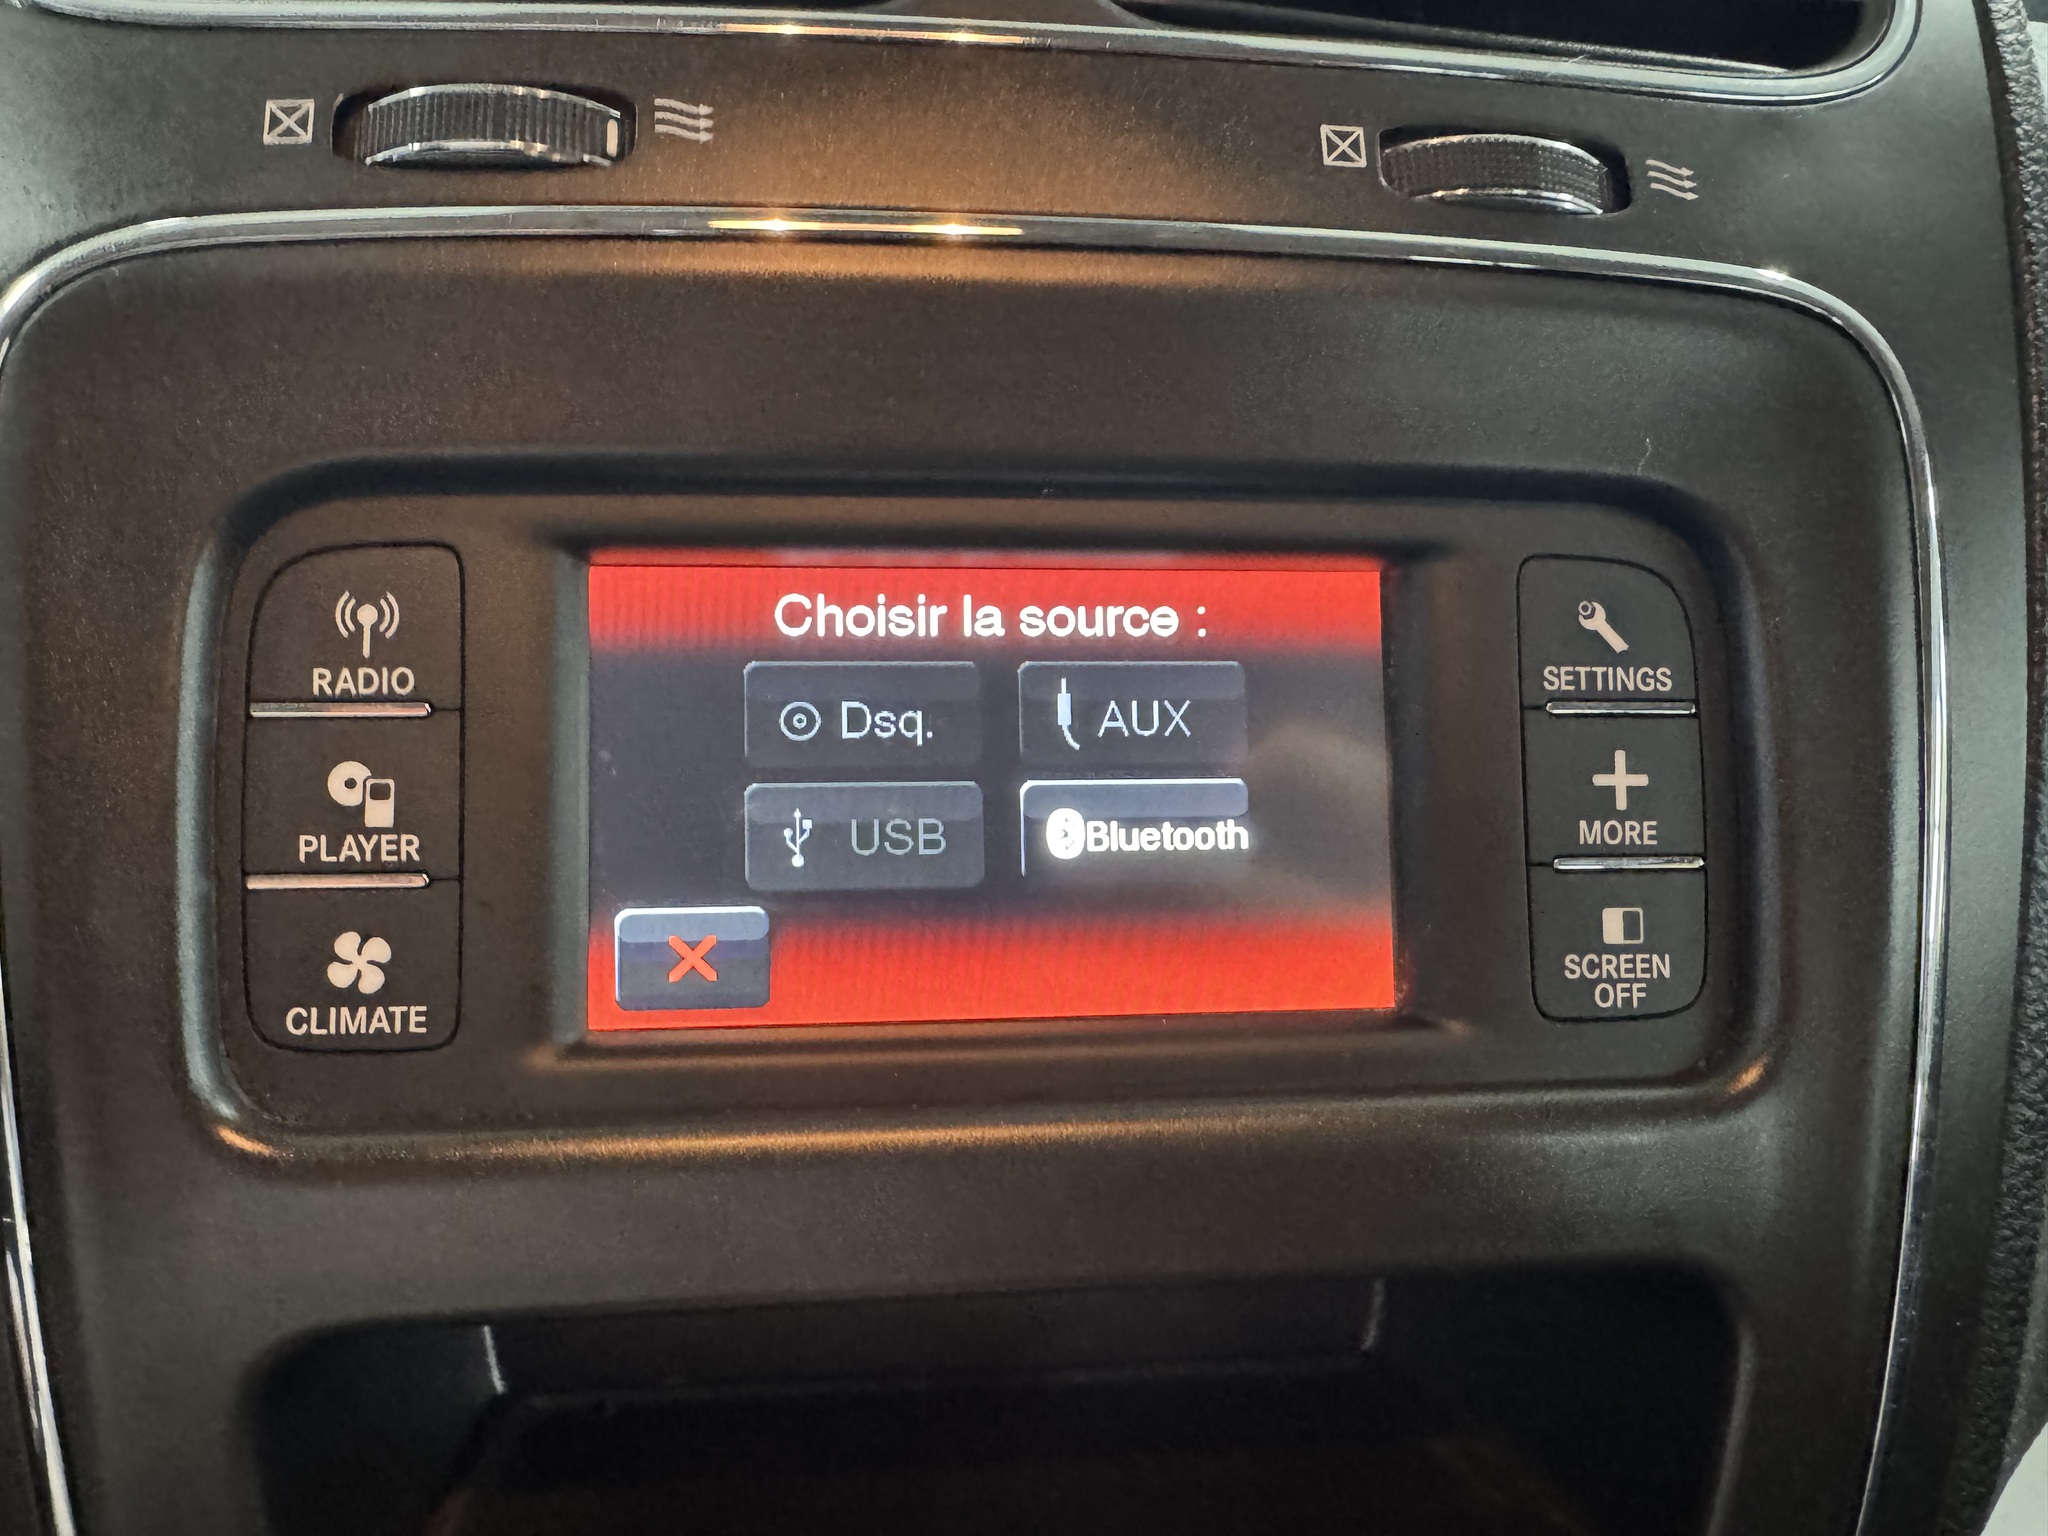 Choisir la source :
Dsq.
AUX
USB
Bluetooth
RADIO
PLAYER
CLIMATE
SETTINGS
MORE
SCREEN
OFF